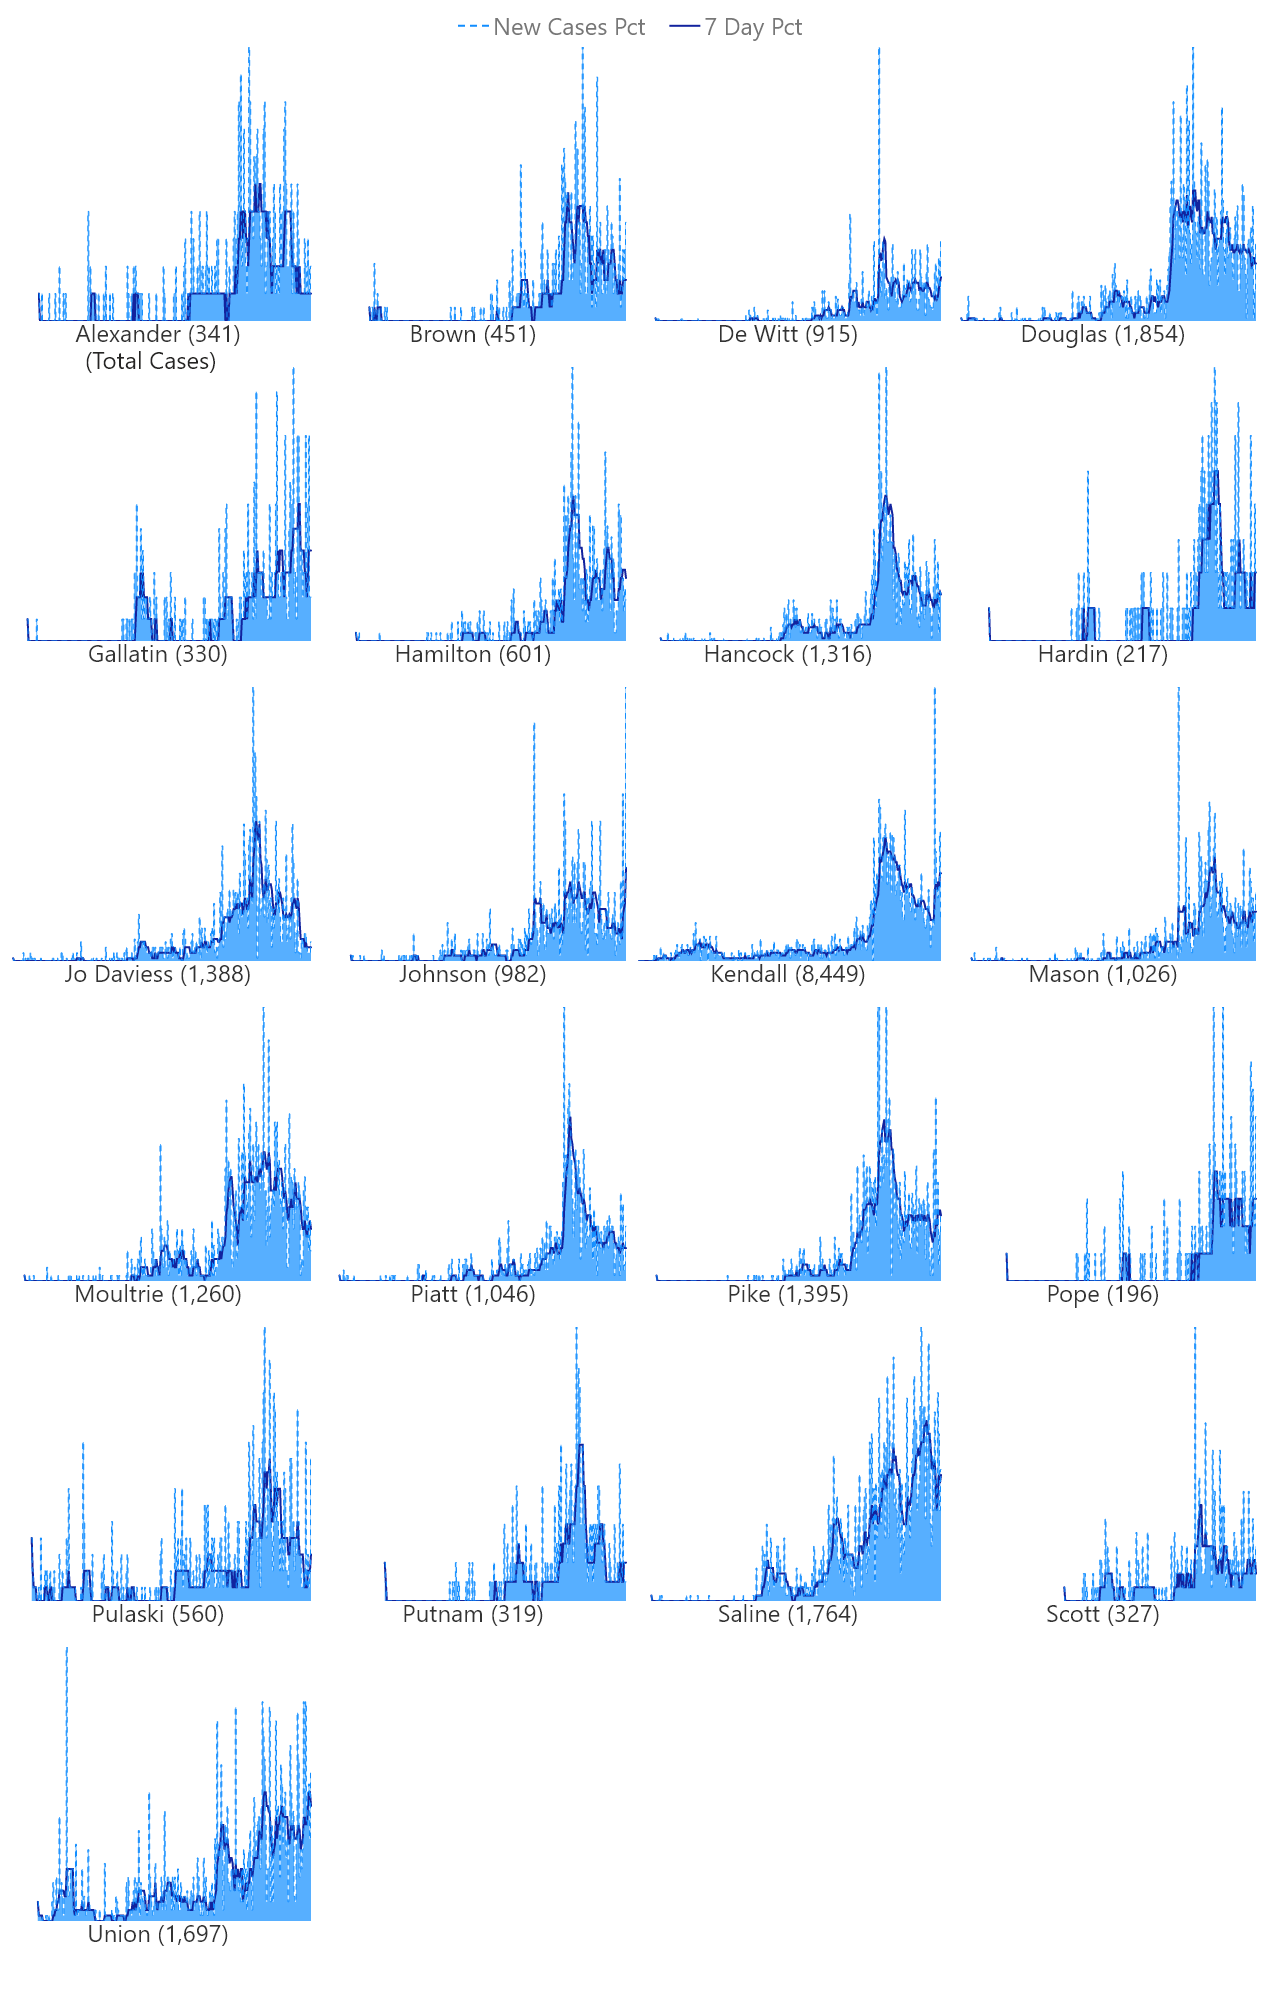 New Cases Pct 7 Day Pct
Alexander (341) Brown (451) De Witt (915) Douglas (1,854)
(Total Cases)
Gallatin (330) Hamilton (601) Hancock (1,316) Hardin (217)
Jo Daviess (1,388) Johnson (982) Kendall (8,449) Mason (1,026)
Moultrie (1,260) Piatt (1,046) Pike (1,395) Pope (196)
Pulaski (560) Putnam (319) Saline (1,764) Scott (327)
Union (1,697)